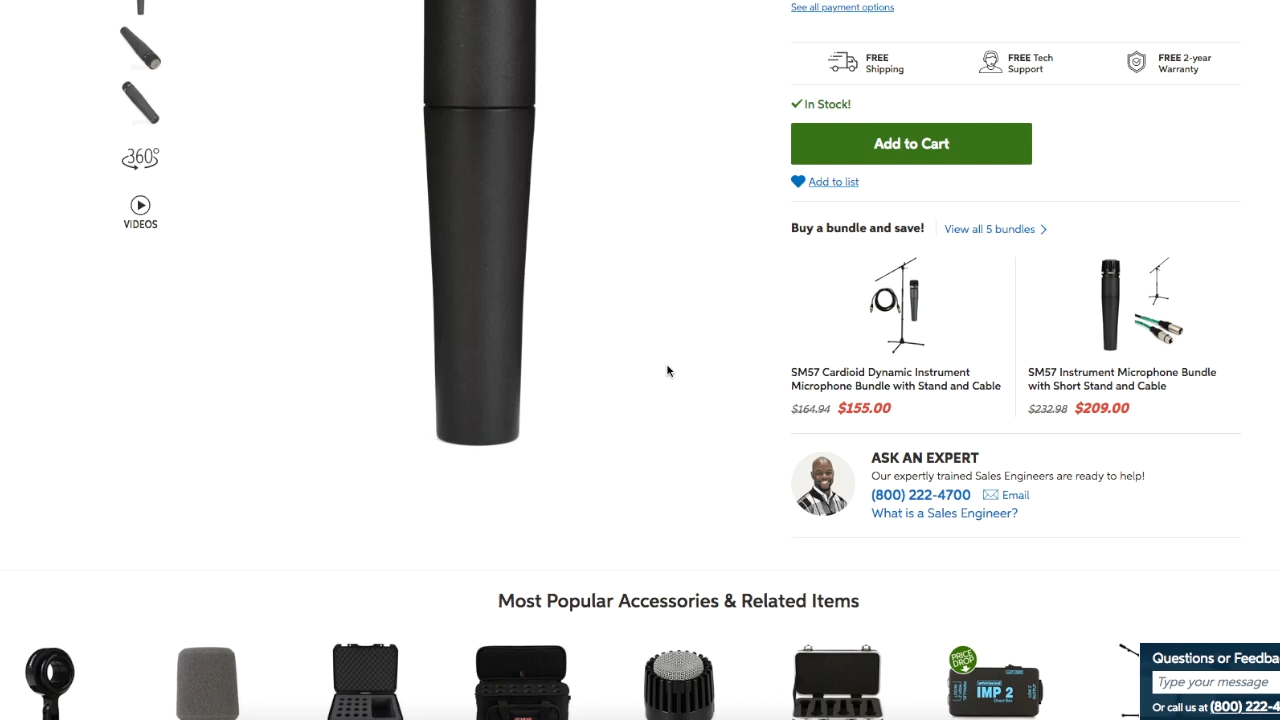 See all payment options
FREE
Shipping
FREE Tech
Support
FREE 2-year
Warranty
In Stock!
Add to Cart
Add to list
360°
VIDEOS
Buy a bundle and save!
View all 5 bundles
SM57 Cardioid Dynamic Instrument
Microphone Bundle with Stand and Cable
$164.94 $155.00
SM57 Instrument Microphone Bundle
with Short Stand and Cable
$232.98 $209.00
ASK AN EXPERT
Our expertly trained Sales Engineers are ready to help!
(800) 222-4700 Email
What is a Sales Engineer?
Most Popular Accessories & Related Items
PRICE
DROP
IMP 2
Questions or Feedba
Type your message
Or call us at (800) 222-4